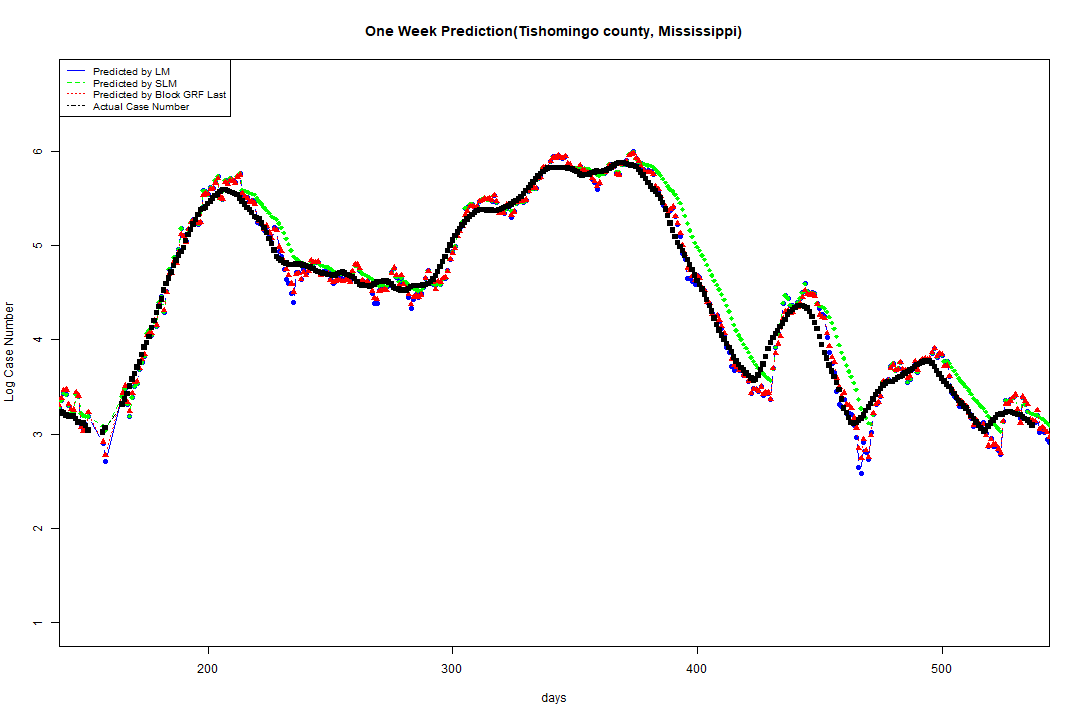 One Week Prediction(Tishomingo county, Mississippi)
Predicted by LM
Predicted by SLM
Predicted by Block GRF Last
Actual Case Number
6
5
4
3
2
1
Log Case Number
200
300
400
500
days